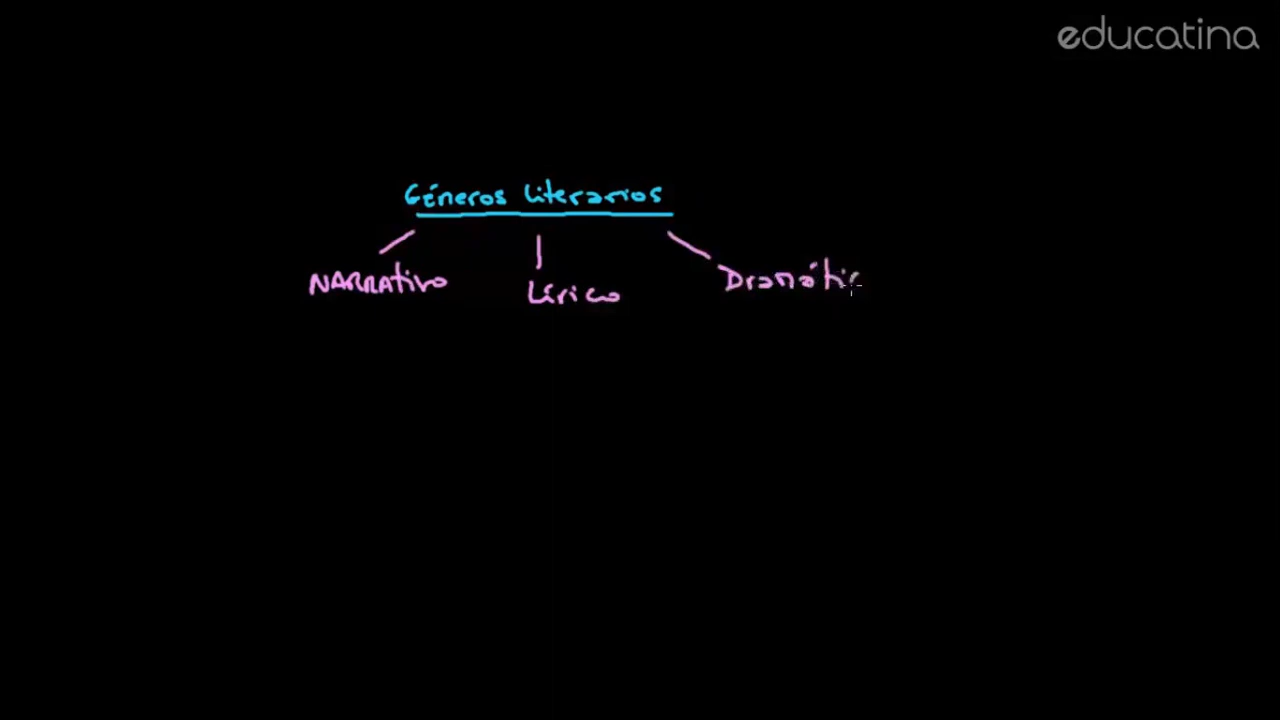 educatina
Géneros Literarios
NARRAtivo
Lírico
Dramátic